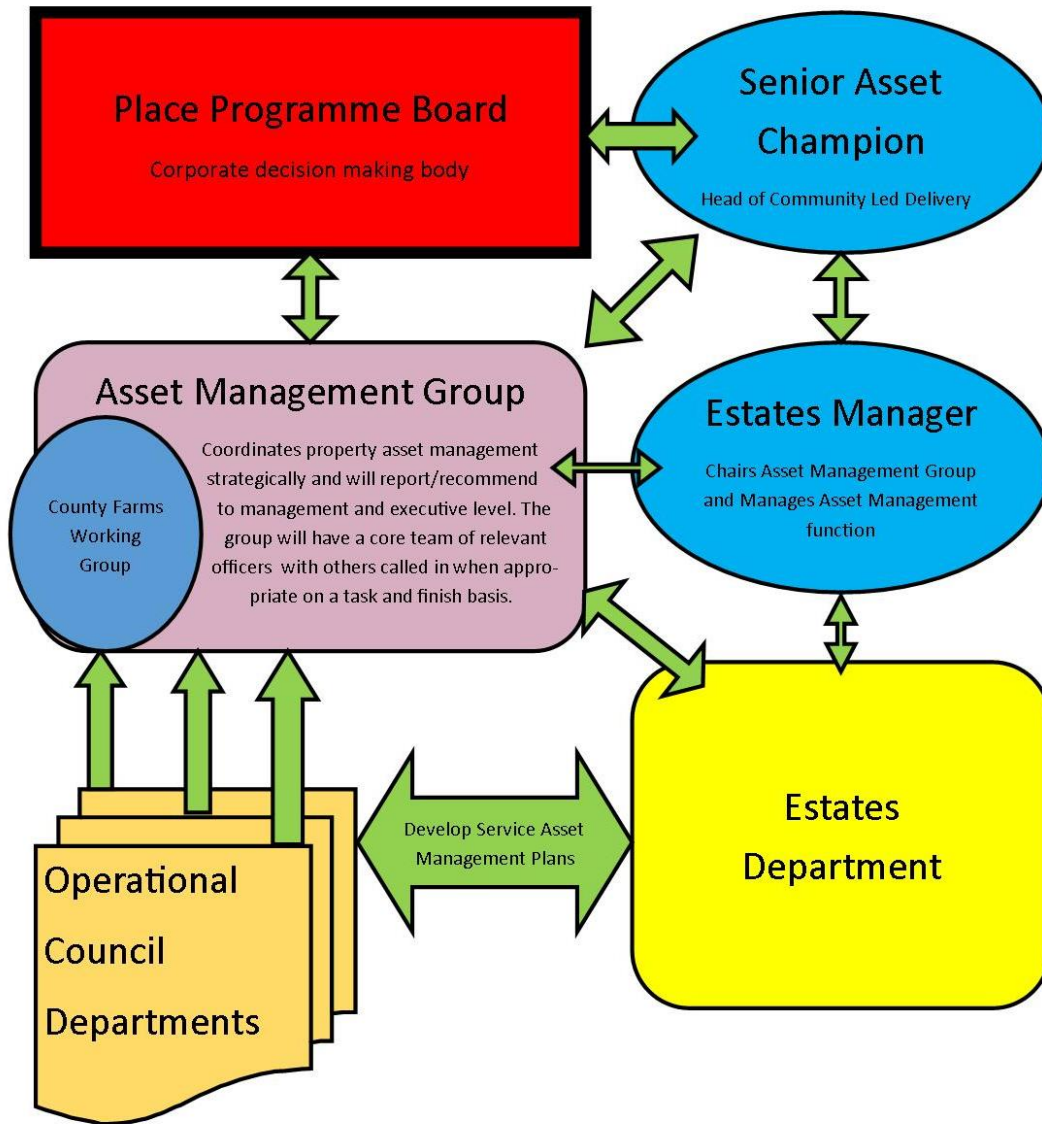 Place Programme Board
Corporate decision making body
Senior Asset
Champion
Head of Community Led Delivery
Asset Management Group
Coordinates property asset management
strategically and will report/recommend
to management and executive level. The
group will have a core team of relevant
officers with others called in when appro-
priate on a task and finish basis.
County Farms
Working
Group
Estates Manager
Chairs Asset Management Group
and Manages Asset Management
function
Operational
Council
Departments
Develop Service Asset
Management Plans
Estates
Department